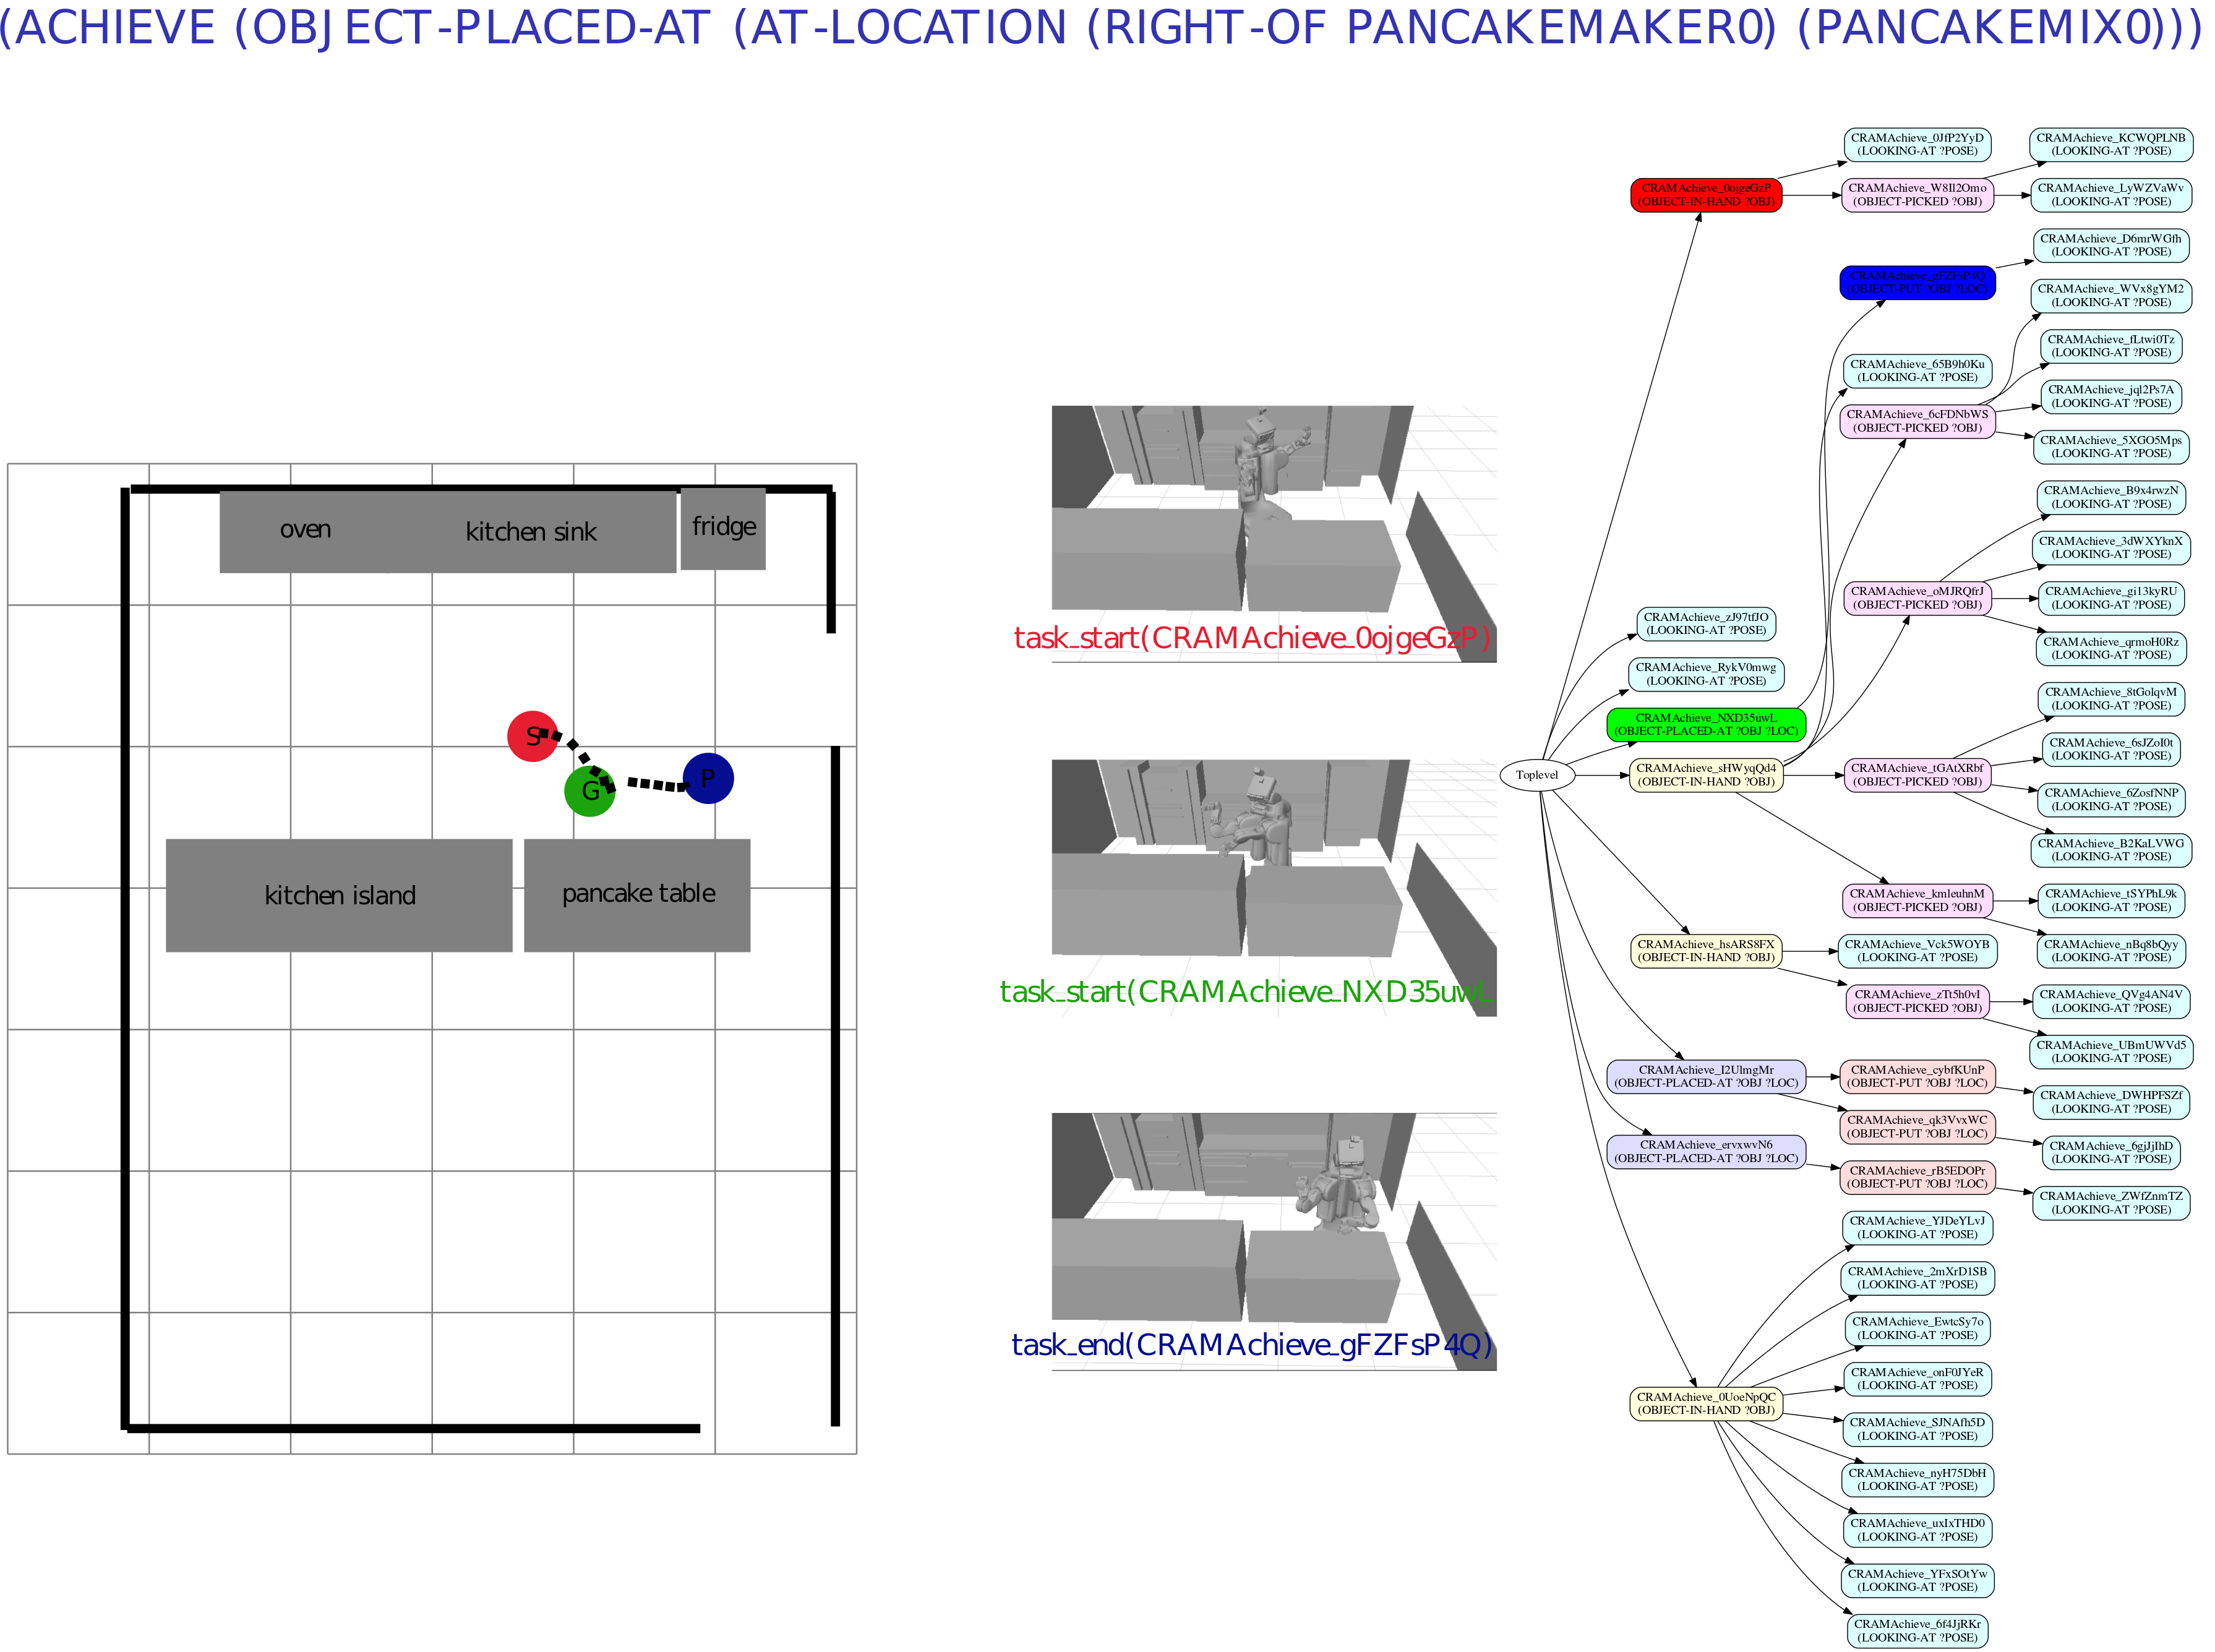 (ACHIEVE (OBJECT-PLACED-AT (AT-LOCATION (RIGHT-OF PANCAKEMAKER0) (PANCAKEMIX0)))
oven
kitchen sink
fridge
S
G
P
kitchen island
pancake table
task_start(CRAMAchieve_0ojgeGzP)
task_start(CRAMAchieve_NXD35uwL
task_end(CRAMAchieve_gFZFsP4Q)
Toplevel
CRAMAchieve_0ojgeGzP
(OBJECT-IN-HAND ?OBJ)
CRAMAchieve_zJ97tfJO
(LOOKING-AT ?POSE)
CRAMAchieve_RykV0mwg
(LOOKING-AT ?POSE)
CRAMAchieve_NXD35uwL
(OBJECT-PLACED-AT ?OBJ ?LOC)
CRAMAchieve_sHWyqQd4
(OBJECT-IN-HAND ?OBJ)
CRAMAchieve_hsARS8FX
(OBJECT-IN-HAND ?OBJ)
CRAMAchieve_I2UlmgMr
(OBJECT-PLACED-AT ?OBJ ?LOC)
CRAMAchieve_ervxwvN6
(OBJECT-PLACED-AT ?OBJ ?LOC)
CRAMAchieve_0UoeNpQC
(OBJECT-IN-HAND ?OBJ)
CRAMAchieve_0JfP2YyD
(LOOKING-AT ?POSE)
CRAMAchieve_W8Il2Omo
(OBJECT-PICKED ?OBJ)
CRAMAchieve_gFZFsP4Q
(OBJECT-PUT ?OBJ ?LOC)
CRAMAchieve_65B9h0Ku
(LOOKING-AT ?POSE)
CRAMAchieve_6cFDNbWS
(OBJECT-PICKED ?OBJ)
CRAMAchieve_oMJRQfrJ
(OBJECT-PICKED ?OBJ)
CRAMAchieve_tGAtXRbf
(OBJECT-PICKED ?OBJ)
CRAMAchieve_kmleuhnM
(OBJECT-PICKED ?OBJ)
CRAMAchieve_Vck5WOYB
(LOOKING-AT ?POSE)
CRAMAchieve_zTt5h0vI
(OBJECT-PICKED ?OBJ)
CRAMAchieve_cybfKUnP
(OBJECT-PUT ?OBJ ?LOC)
CRAMAchieve_qk3VvxWC
(OBJECT-PUT ?OBJ ?LOC)
CRAMAchieve_rB5EDOPr
(OBJECT-PUT ?OBJ ?LOC)
CRAMAchieve_YJDeYLvJ
(LOOKING-AT ?POSE)
CRAMAchieve_2mXrD1SB
(LOOKING-AT ?POSE)
CRAMAchieve_EwtcSy7o
(LOOKING-AT ?POSE)
CRAMAchieve_onF0JYeR
(LOOKING-AT ?POSE)
CRAMAchieve_SJNAfh5D
(LOOKING-AT ?POSE)
CRAMAchieve_nyH75DbH
(LOOKING-AT ?POSE)
CRAMAchieve_uxIxTHD0
(LOOKING-AT ?POSE)
CRAMAchieve_YFxSOtYw
(LOOKING-AT ?POSE)
CRAMAchieve_6f4JjRKr
(LOOKING-AT ?POSE)
CRAMAchieve_KCWQPLNB
(LOOKING-AT ?POSE)
CRAMAchieve_LyWZVaWv
(LOOKING-AT ?POSE)
CRAMAchieve_D6mrWGfh
(LOOKING-AT ?POSE)
CRAMAchieve_WVx8gYM2
(LOOKING-AT ?POSE)
CRAMAchieve_fLtwi0Tz
(LOOKING-AT ?POSE)
CRAMAchieve_jql2Ps7A
(LOOKING-AT ?POSE)
CRAMAchieve_5XGO5Mps
(LOOKING-AT ?POSE)
CRAMAchieve_B9x4rwzN
(LOOKING-AT ?POSE)
CRAMAchieve_3dWXYknX
(LOOKING-AT ?POSE)
CRAMAchieve_gi13kyRU
(LOOKING-AT ?POSE)
CRAMAchieve_qrmoH0Rz
(LOOKING-AT ?POSE)
CRAMAchieve_8tGolqvM
(LOOKING-AT ?POSE)
CRAMAchieve_6sJZoI0t
(LOOKING-AT ?POSE)
CRAMAchieve_6ZosfNNP
(LOOKING-AT ?POSE)
CRAMAchieve_B2KaLVWG
(LOOKING-AT ?POSE)
CRAMAchieve_tSYPhL9k
(LOOKING-AT ?POSE)
CRAMAchieve_nBq8bQyy
(LOOKING-AT ?POSE)
CRAMAchieve_QVg4AN4V
(LOOKING-AT ?POSE)
CRAMAchieve_UBmUWVd5
(LOOKING-AT ?POSE)
CRAMAchieve_DWHPFSZf
(LOOKING-AT ?POSE)
CRAMAchieve_6gjJjIhD
(LOOKING-AT ?POSE)
CRAMAchieve_ZWfZnmTZ
(LOOKING-AT ?POSE)